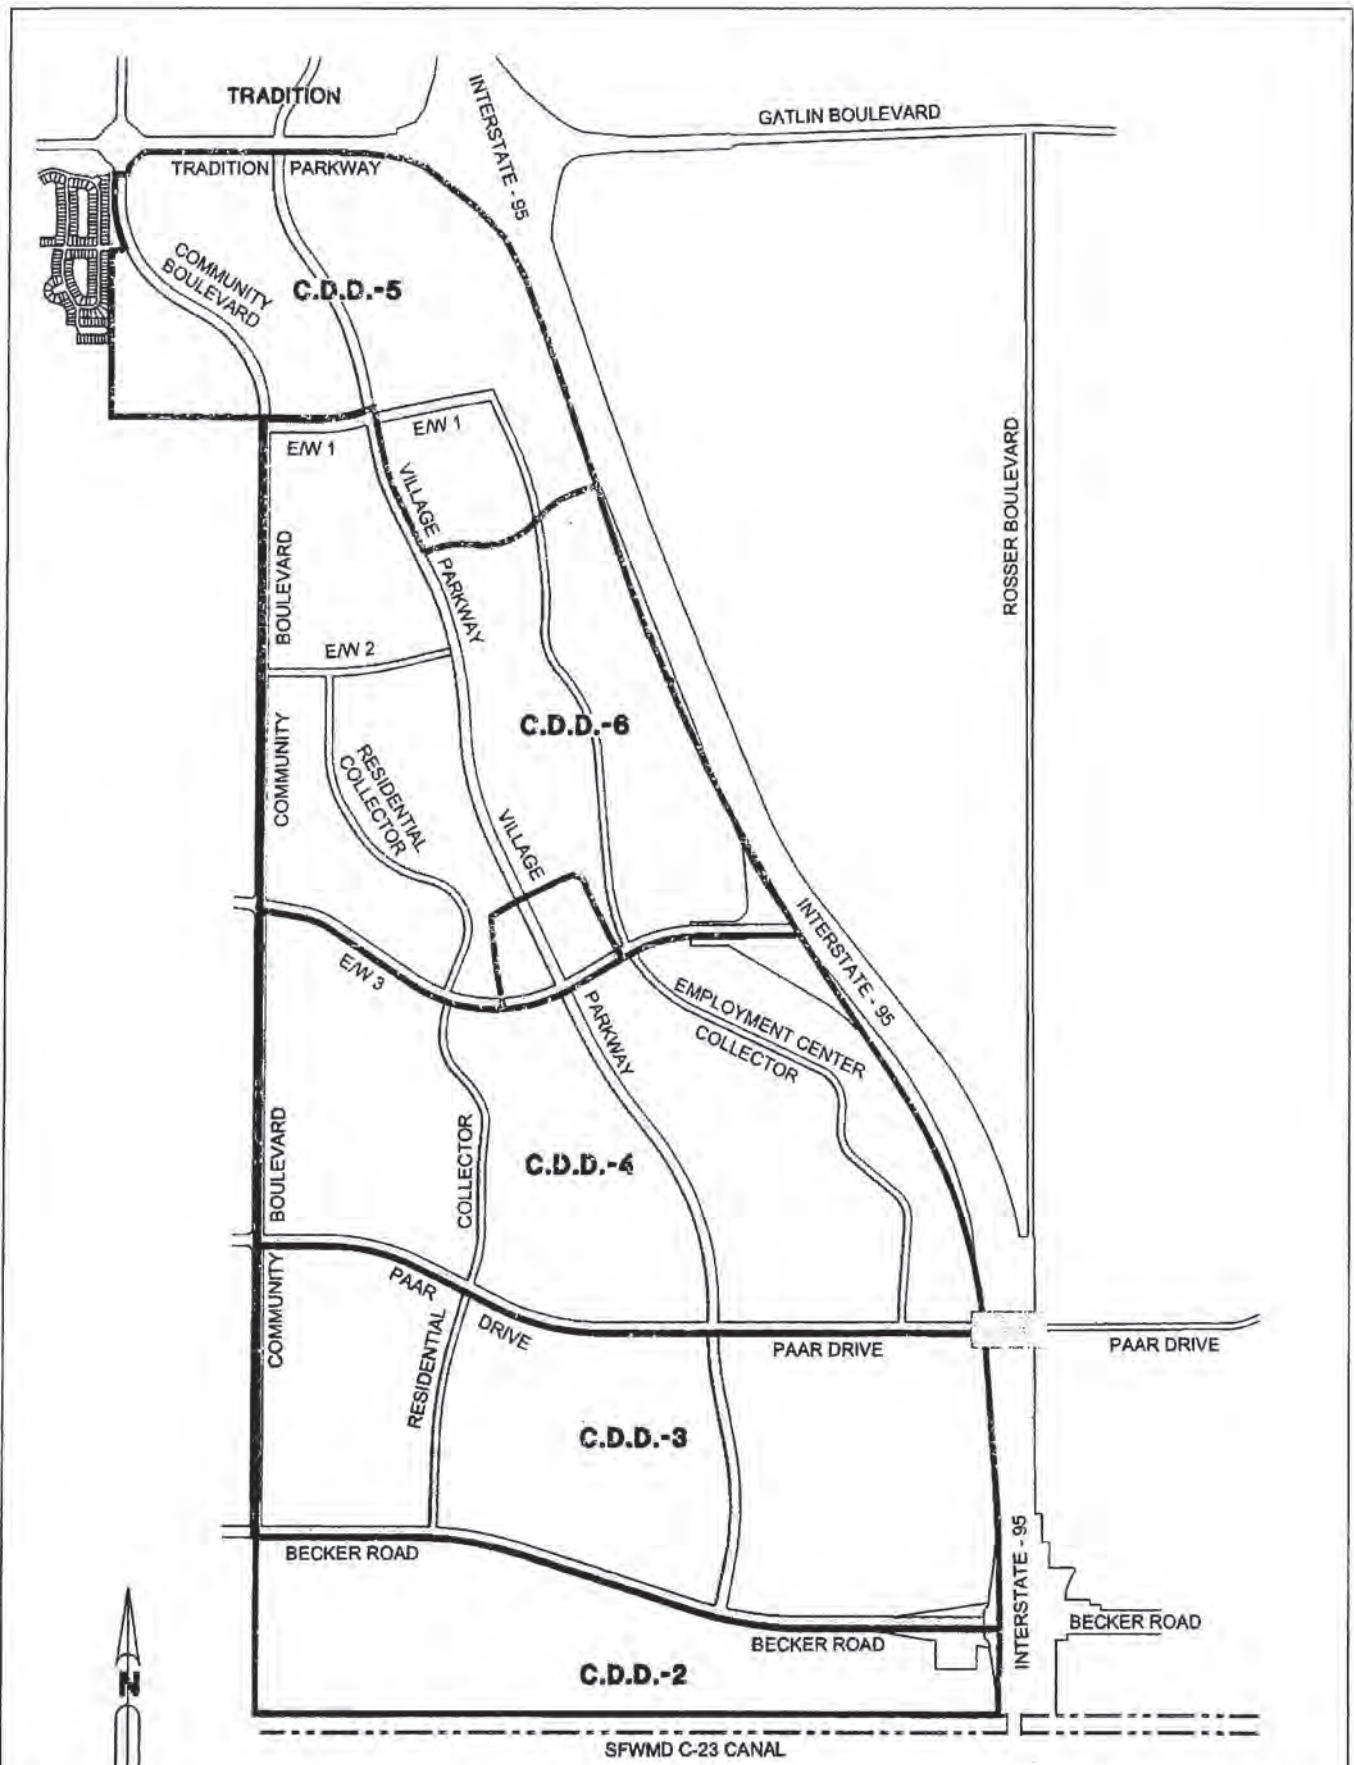 TRADITION
INTERSTATE - 95
GATLIN BOULEVARD
TRADITION PARKWAY
COMMUNITY
BOULEVARD
C.D.D.-5
E/W 1
E/W 1
ROSSER BOULEVARD
VILLAGE
PARKWAY
BOULEVARD
E/W 2
COMMUNITY
C.D.D.-6
RESIDENTIAL
COLLECTOR
VILLAGE
INTERSTATE - 95
E/W 3
PARKWAY
EMPLOYMENT CENTER
COLLECTOR
BOULEVARD
COLLECTOR
C.D.D.-4
COMMUNITY
PAAR
DRIVE
RESIDENTIAL
PAAR DRIVE
PAAR DRIVE
C.D.D.-3
BECKER ROAD
INTERSTATE - 95
BECKER ROAD
BECKER ROAD
C.D.D.-2
N
SFWMD C-23 CANAL